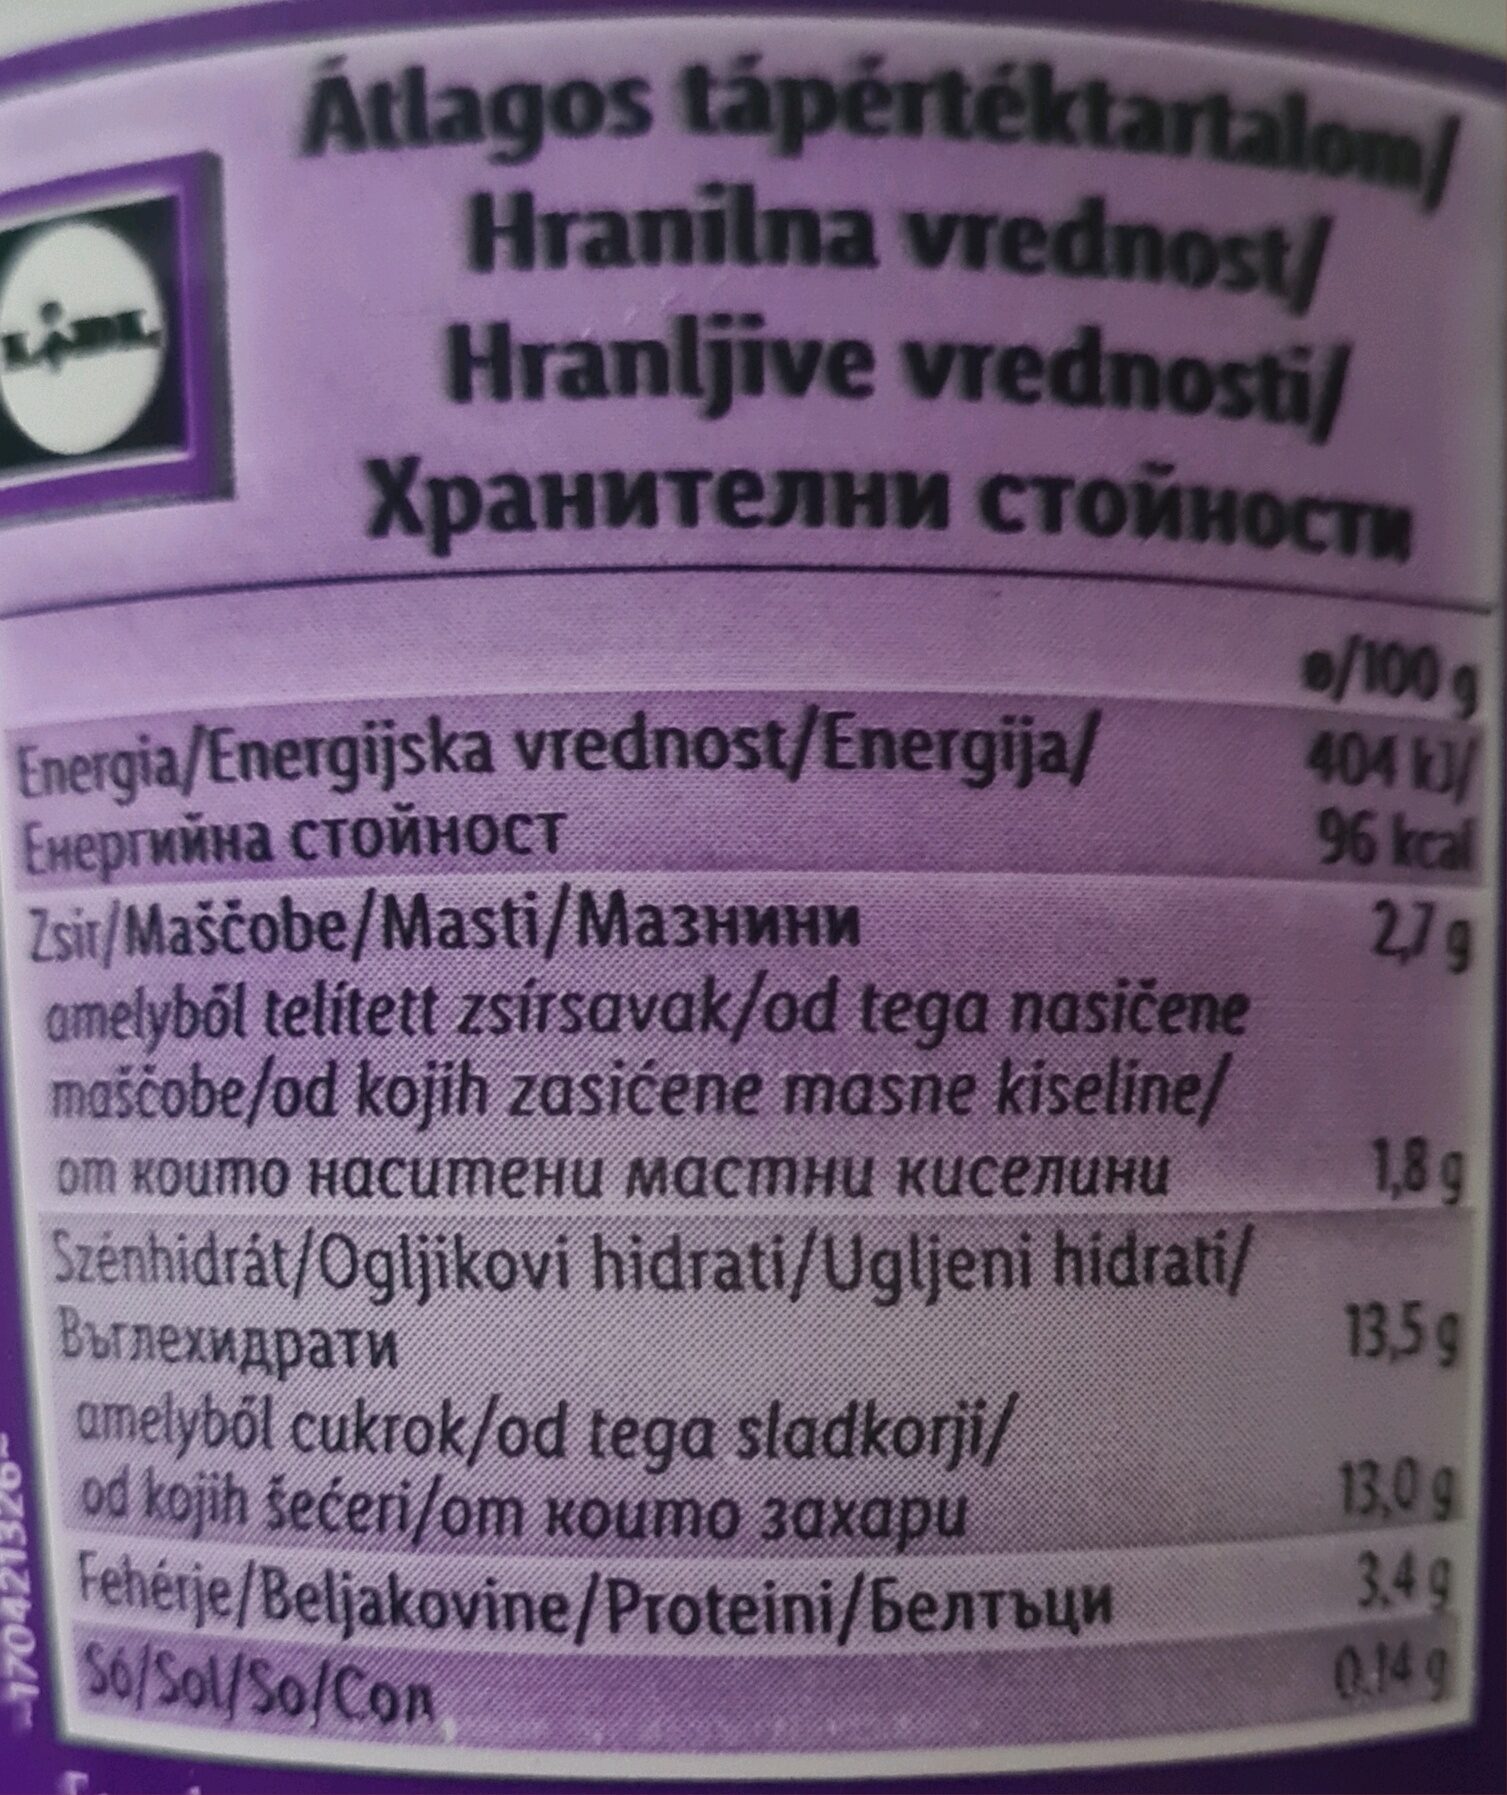 Átlagos tápértéktartalom/
Hranilna vrednost/
Hranljive vrednosti/
Хранителни стойности
LIDL
ø/100 g
Energia/Energijska vrednost/Energija/ 404 kJ/
Енергийна стойност 96 kcal
Zsír/Maščobe/Masti/Мазнини 2,7 g
amelyből telített zsírsavak/od tega nasičene
maščobe/od kojih zasićene masne kiseline/
от които наситени мастни киселини 1,8 g
Szénhidrát/Ogljikovi hidrati/Ugljeni hidrati/
Въглехидрати 13,5 g
amelyből cukrok/od tega sladkorji/
od kojih šećeri/от които захари 13,0 g
Fehérje/Beljakovine/Proteini/Белтъци 3,4 g
Só/Sol/So/Сол 0,14 g
170421326